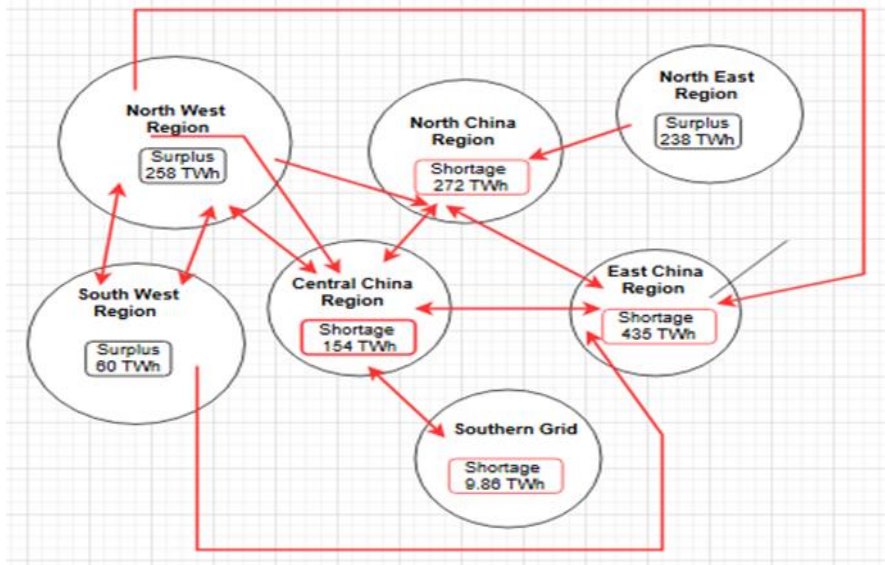 North West
Region
Surplus
258 TWh
North China
Region
Shortage
272 TWh
North East
Region
Surplus
238 TWh
South West
Region
Surplus
60 TWh
Central China
Region
Shortage
154 TWh
East China
Region
Shortage
435 TWh
Southern Grid
Shortage
9.86 TWh